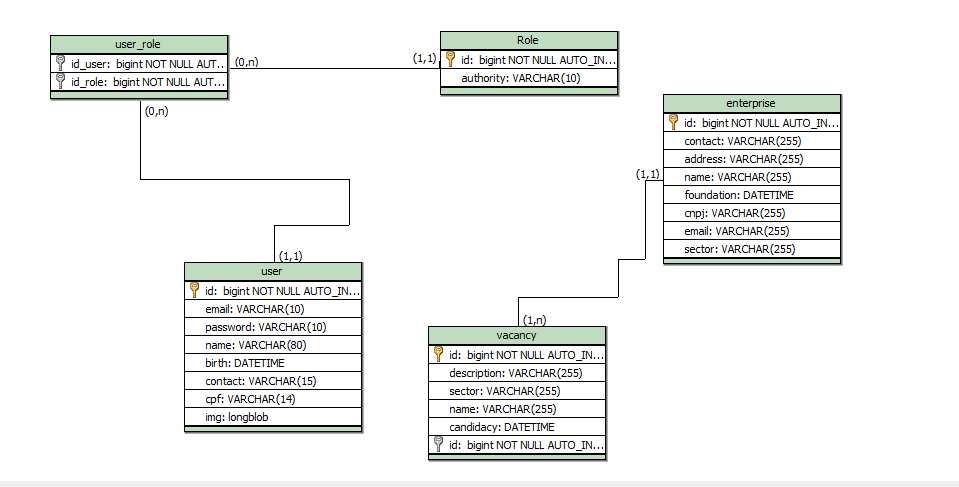 user_role
id_user: bigint NOT NULL AUT...
id_role: bigint NOT NULL AUT...
(0,n)
(1,1)
Role
id: bigint NOT NULL AUTO_IN...
authority: VARCHAR(10)
(0,n)
enterprise
id: bigint NOT NULL AUTO_IN...
contact: VARCHAR(255)
address: VARCHAR(255)
name: VARCHAR(255)
foundation: DATETIME
cnpj: VARCHAR(255)
email: VARCHAR(255)
sector: VARCHAR(255)
(1,1)
(1,1)
user
id: bigint NOT NULL AUTO_IN...
email: VARCHAR(10)
password: VARCHAR(10)
name: VARCHAR(80)
birth: DATETIME
contact: VARCHAR(15)
cpf: VARCHAR(14)
img: longblob
(1,n)
vacancy
id: bigint NOT NULL AUTO_IN...
description: VARCHAR(255)
sector: VARCHAR(255)
name: VARCHAR(255)
candidacy: DATETIME
id: bigint NOT NULL AUTO_IN...